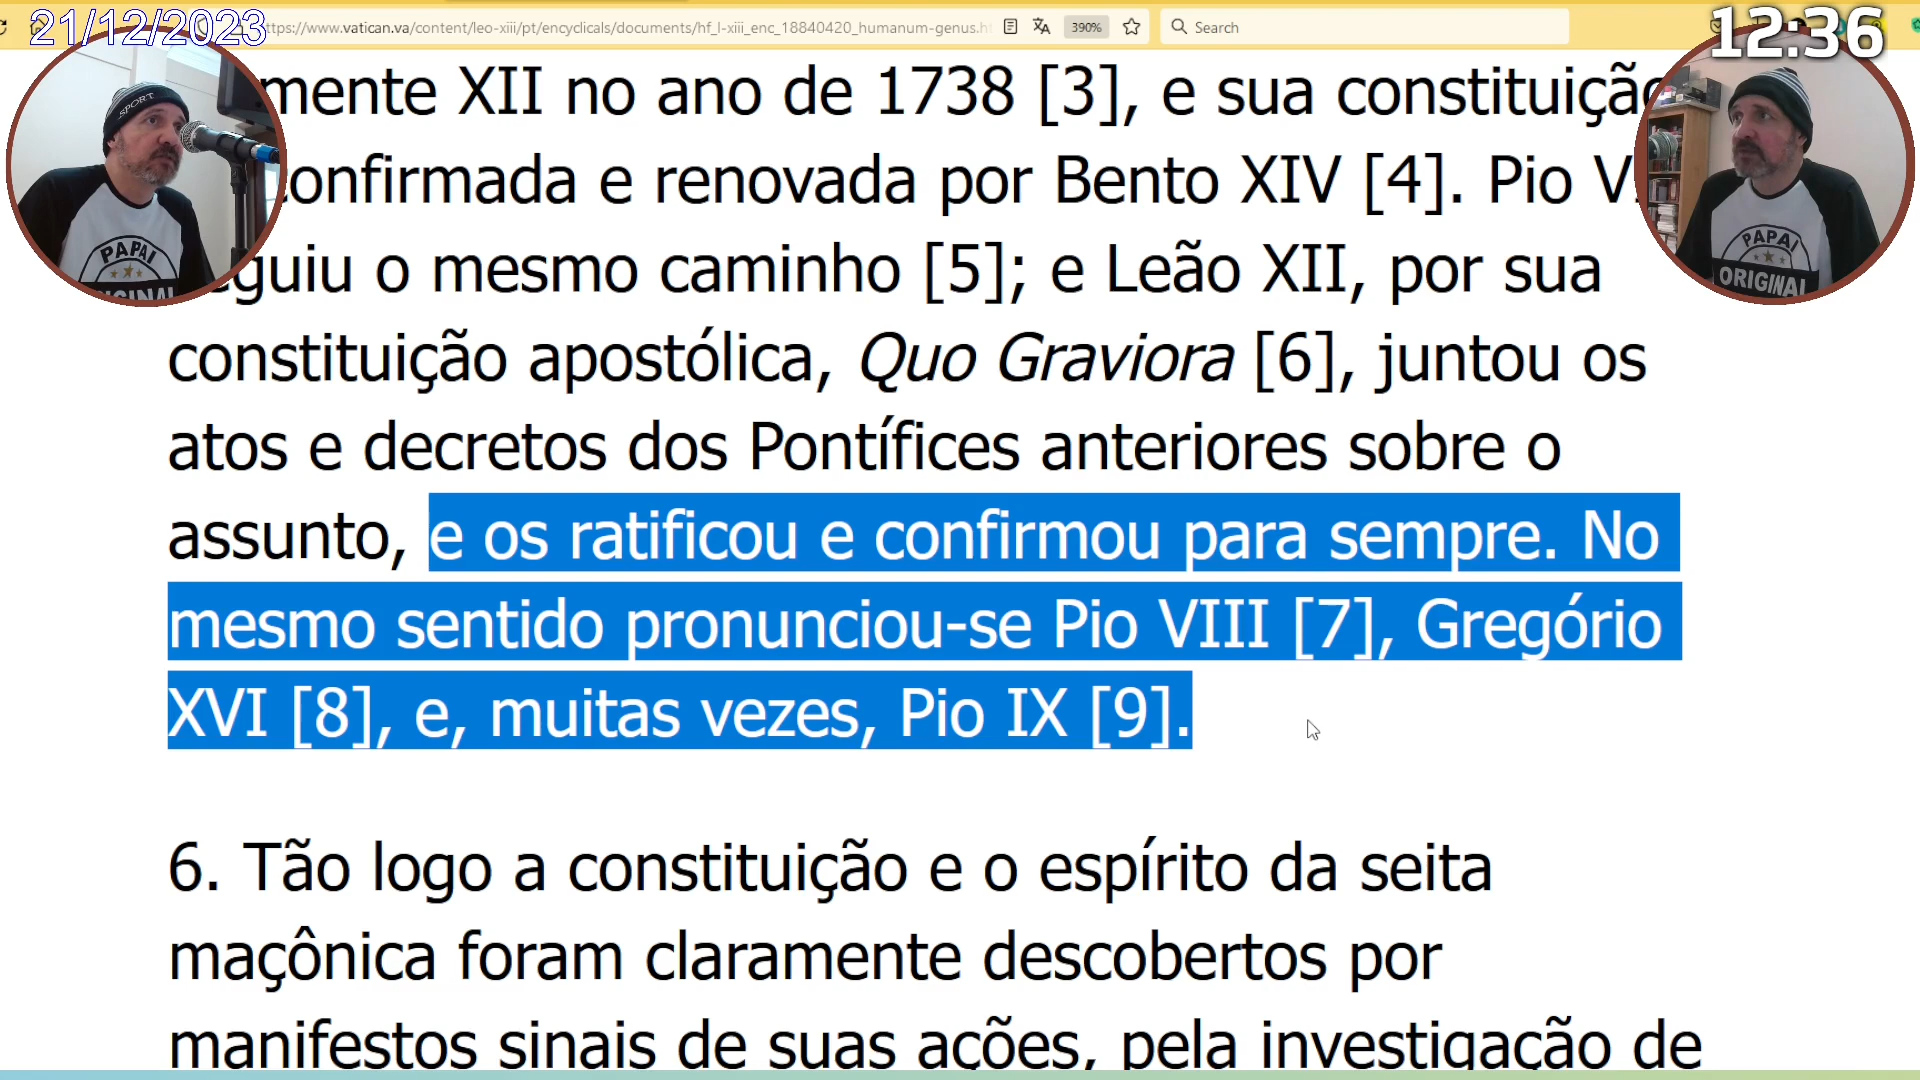 21/12/2023
ttps://www.vatican.va/content/leo-xiii/pt/encyclicals/documents/hf_l-xiii_enc_18840420_humanum-genus.h
390%
Search
12:36
mente XII no ano de 1738 [3], e sua constituição
onfirmada e renovada por Bento XIV [4]. Pio V
guiu o mesmo caminho [5]; e Leão XII, por sua
constituição apostólica, Quo Graviora [6], juntou os
atos e decretos dos Pontífices anteriores sobre o
assunto, e os ratificou e confirmou para sempre. No
mesmo sentido pronunciou-se Pio VIII [7], Gregório
XVI [8], e, muitas vezes, Pio IX [9].
6. Tão logo a constituição e o espírito da seita
maçônica foram claramente descobertos por
manifestos sinais de suas ações, pela investigação de
SPORT
PAPAI
ORIGINAL
PAPAI
ORIGINAL